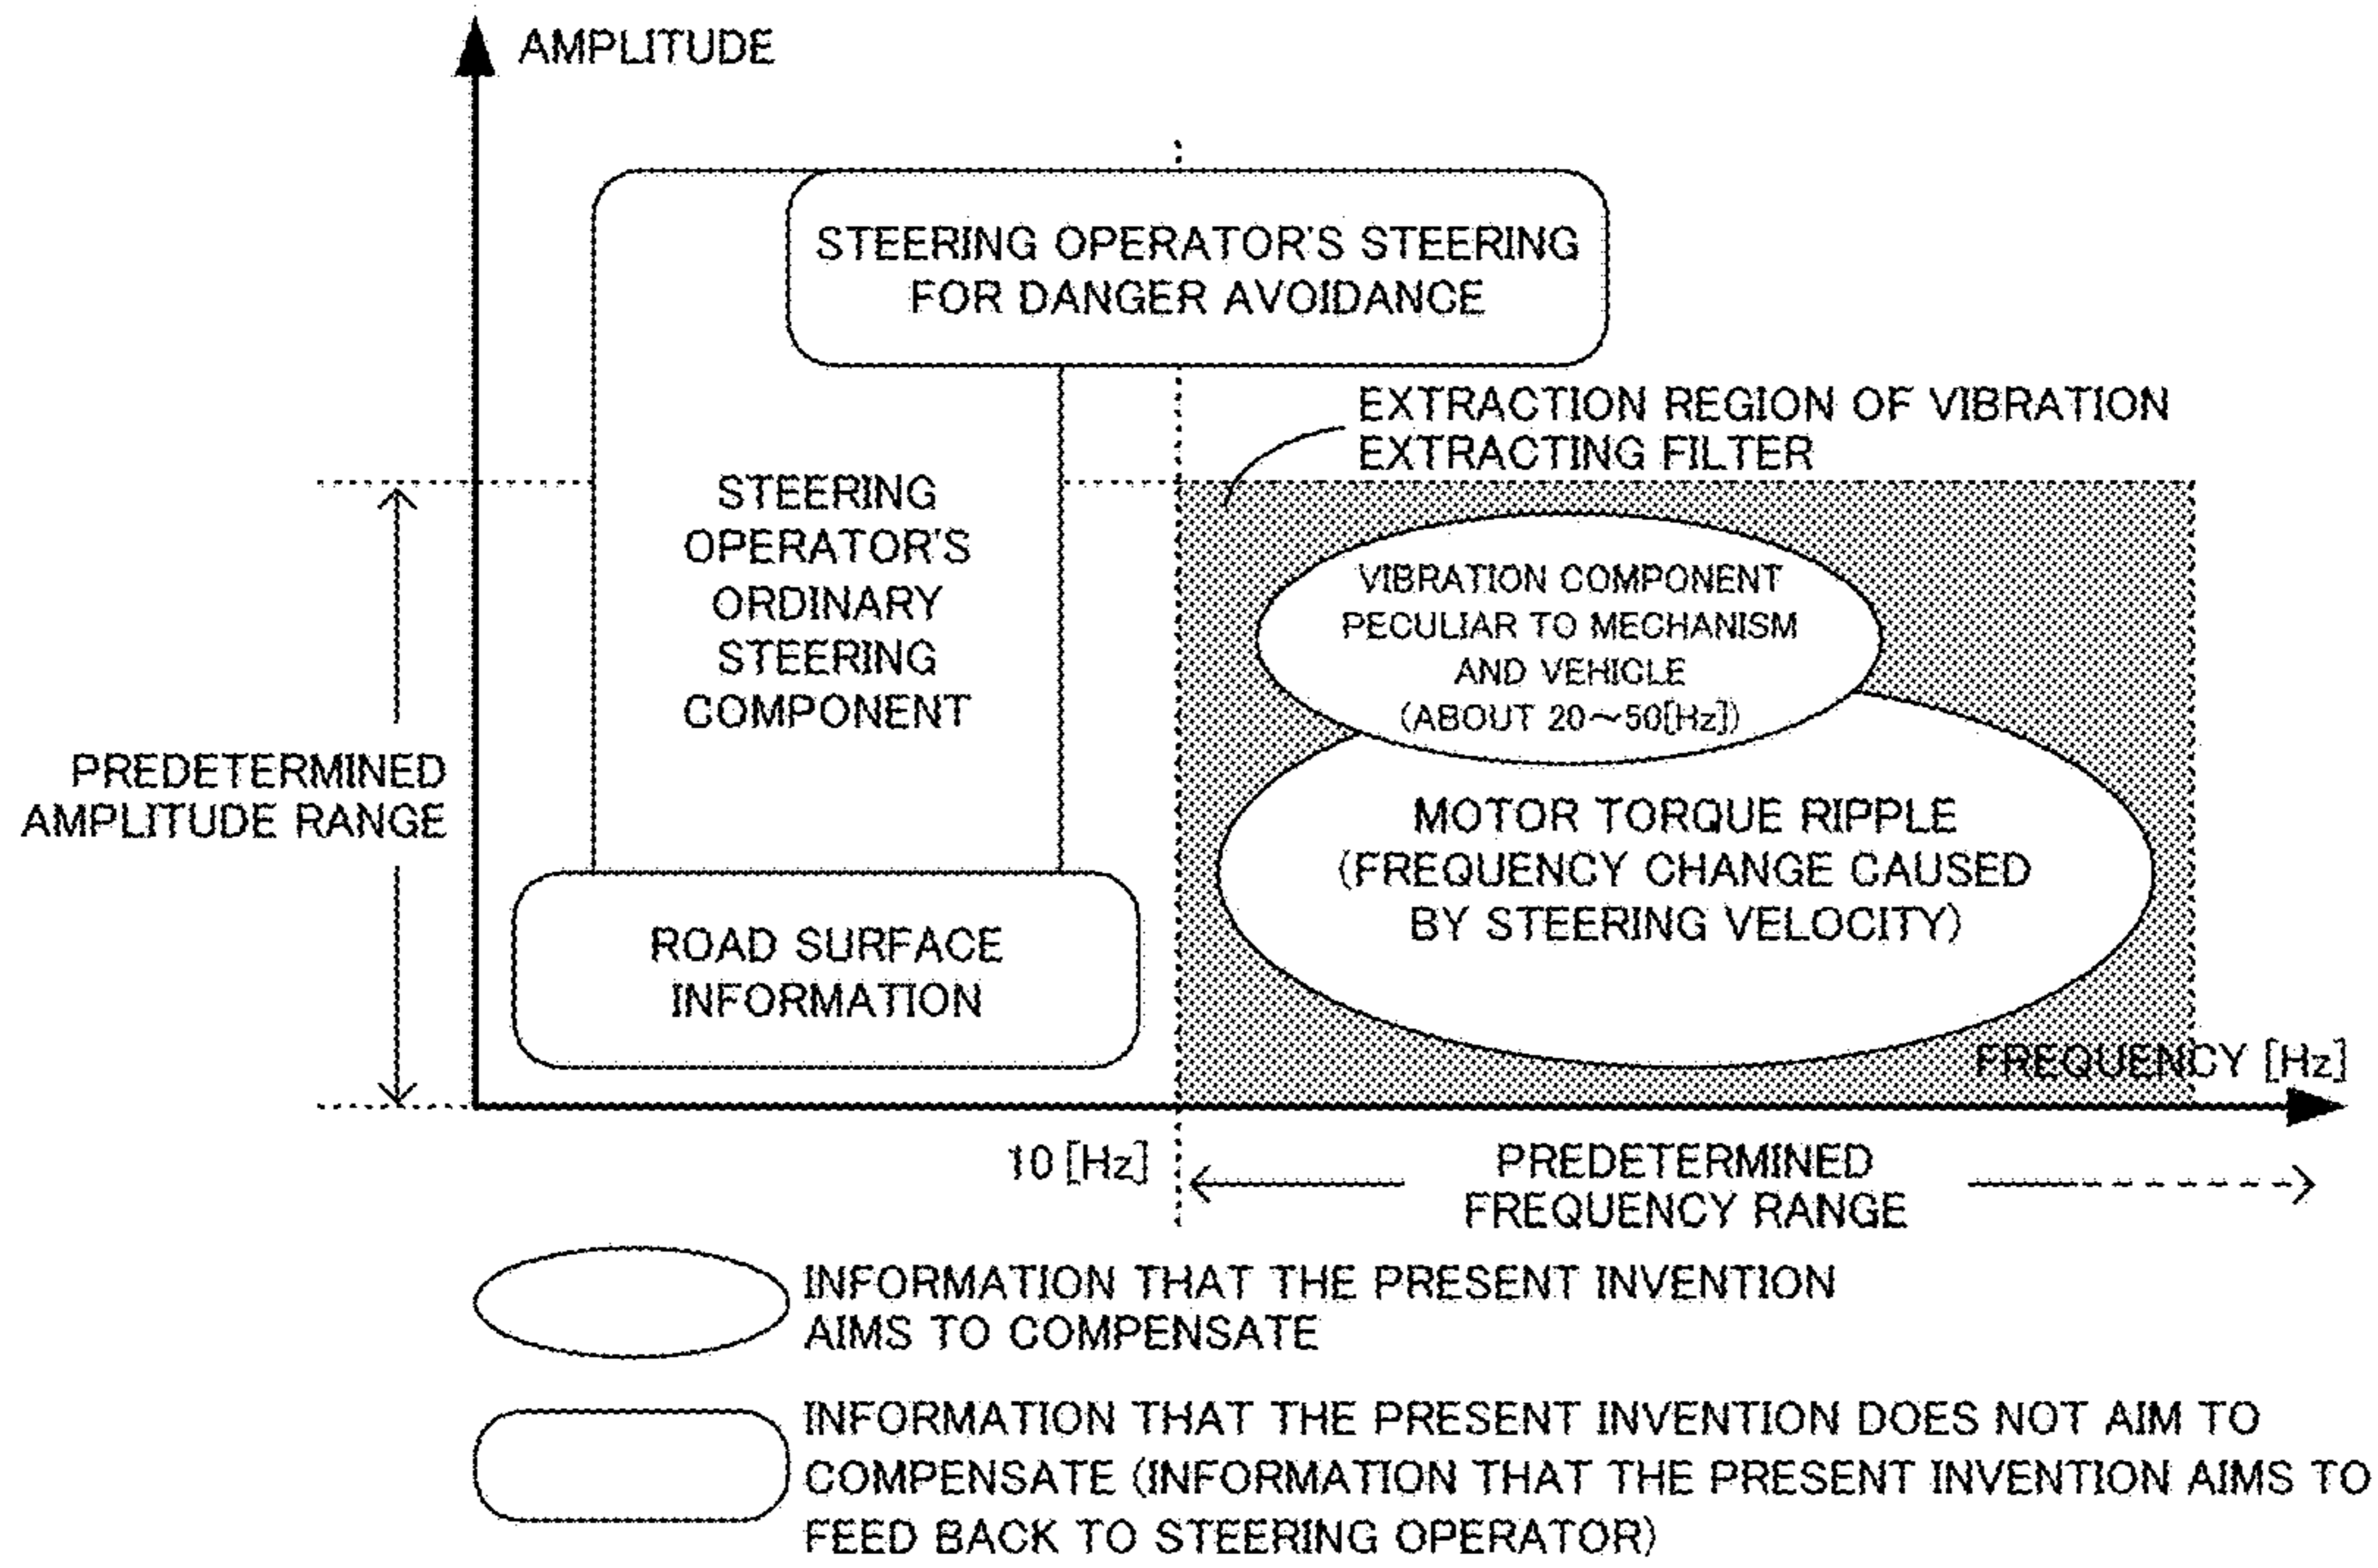 AMPLITUDE
STEERING OPERATOR'S STEERING
FOR DANGER AVOIDANCE
EXTRACTION REGION OF VIBRATION
EXTRACTING FILTER
STEERING
OPERATOR'S
ORDINARY
STEERING
COMPONENT
VIBRATION COMPONENT
PECULIAR TO MECHANISM
AND VEHICLE
(ABOUT 20～50[Hz])
PREDETERMINED
AMPLITUDE RANGE
MOTOR TORQUE RIPPLE
(FREQUENCY CHANGE CAUSED
BY STEERING VELOCITY)
ROAD SURFACE
INFORMATION
FREQUENCY [Hz]
10 [Hz]
PREDETERMINED
FREQUENCY RANGE
INFORMATION THAT THE PRESENT INVENTION
AIMS TO COMPENSATE
INFORMATION THAT THE PRESENT INVENTION DOES NOT AIM TO
COMPENSATE (INFORMATION THAT THE PRESENT INVENTION AIMS TO
FEED BACK TO STEERING OPERATOR)